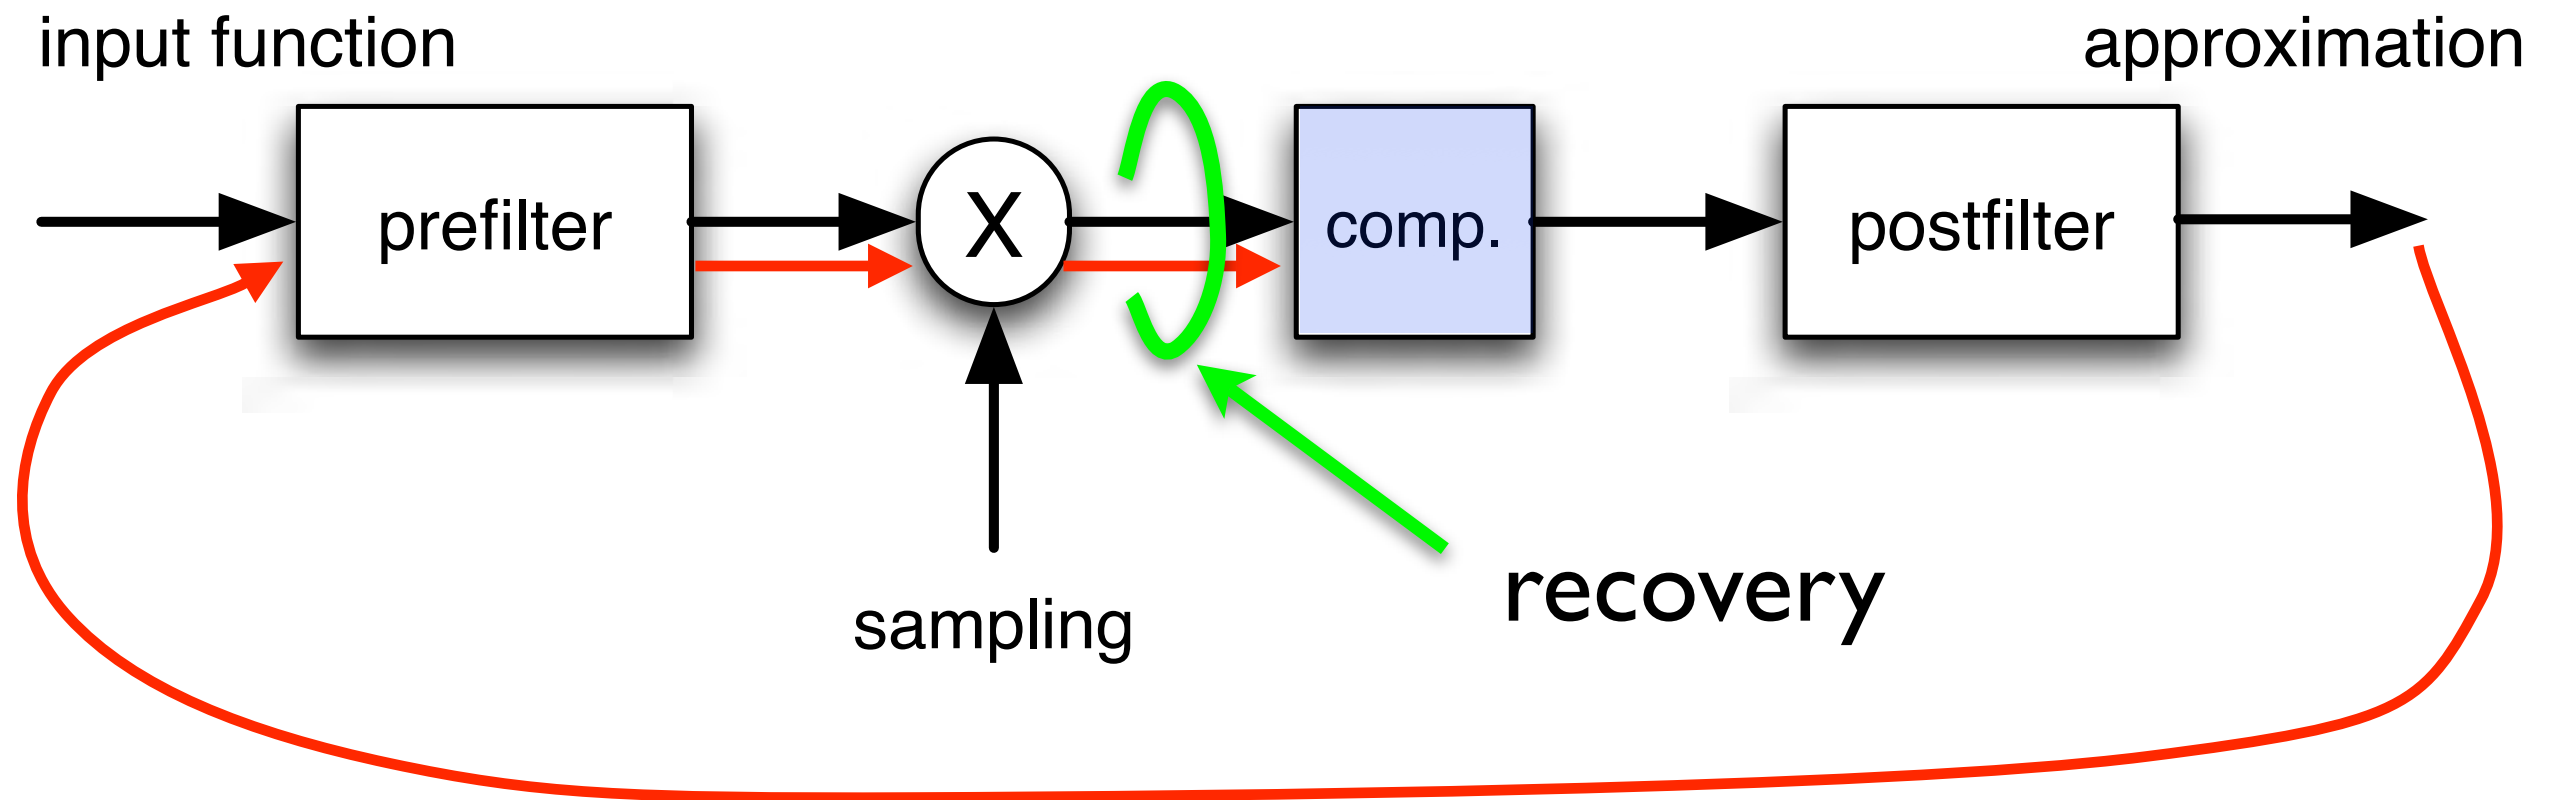 input function
approximation
prefilter
X
comp.
postfilter
sampling
recovery